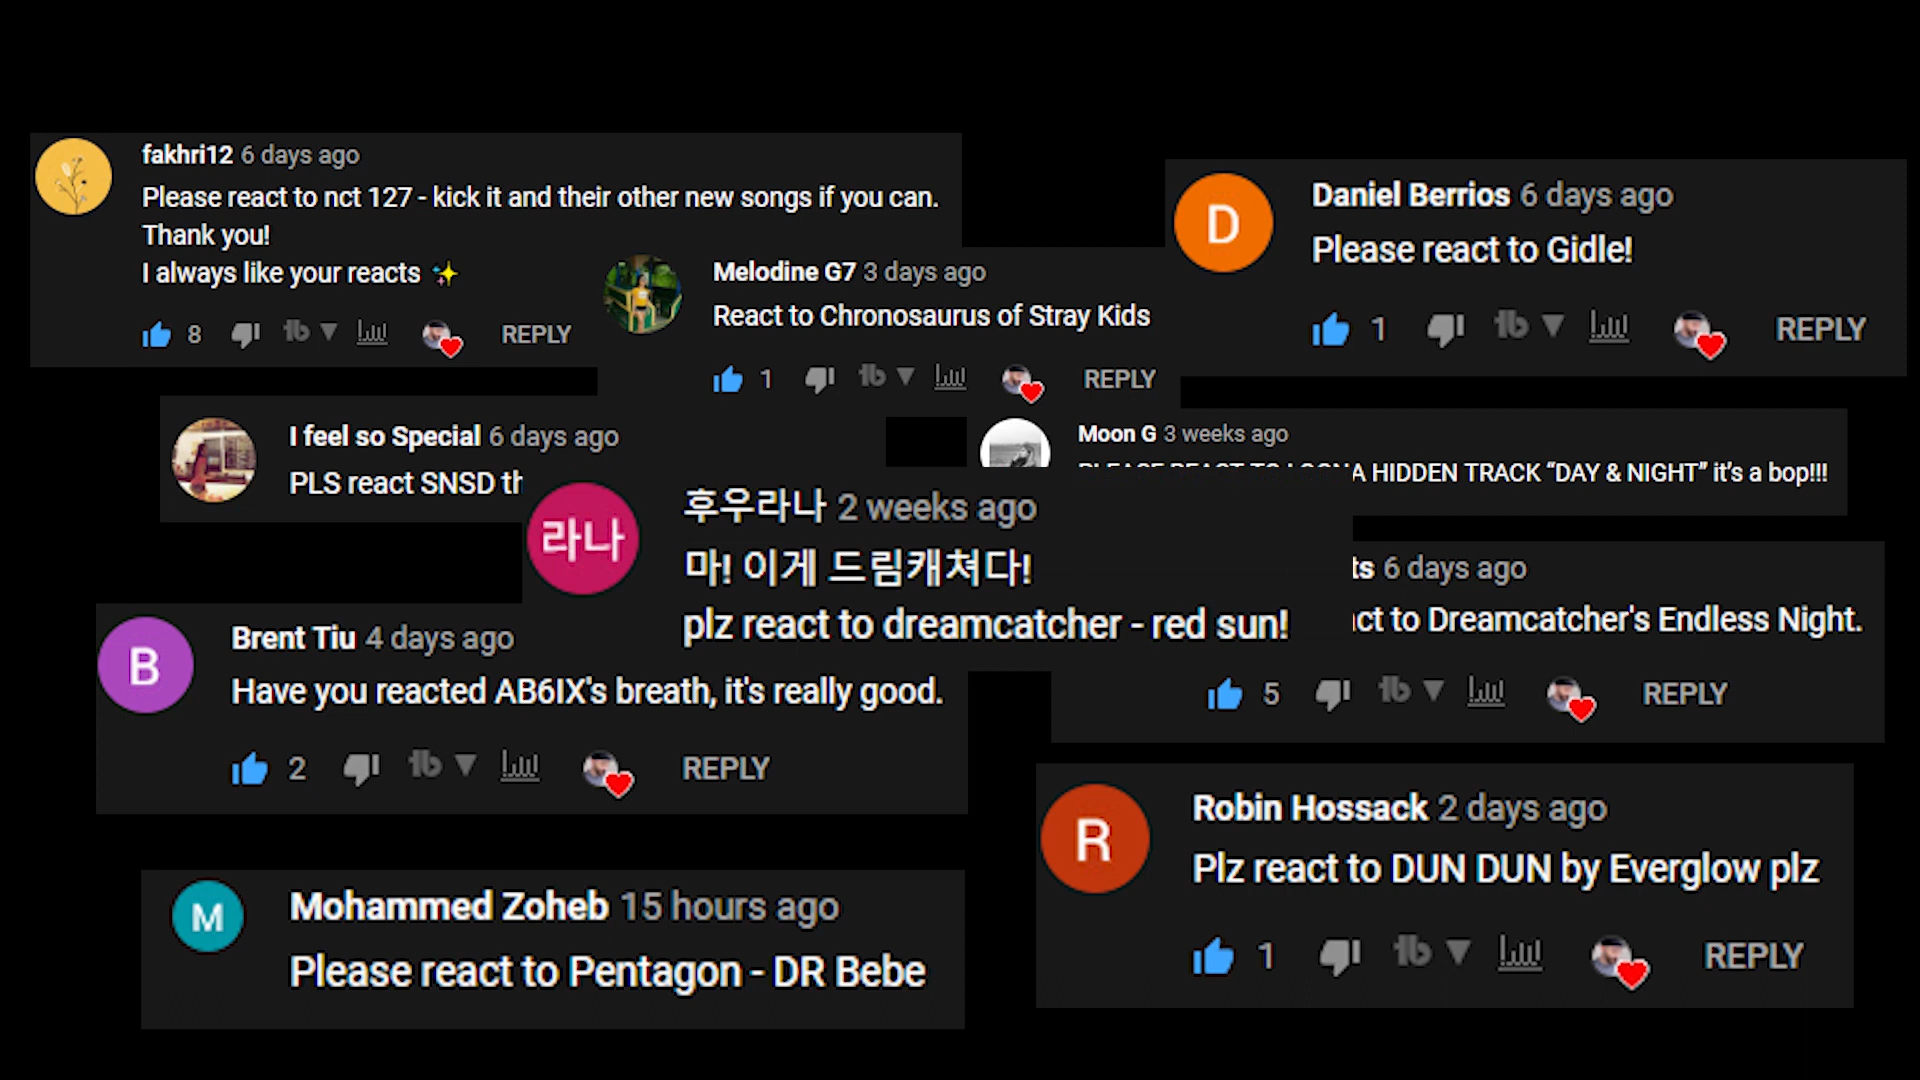 fakhri12 6 days ago
Please react to nct 127 - kick it and their other new songs if you can.
Thank you!
I always like your reacts ✨
8 REPLY
Daniel Berrios 6 days ago
D
Please react to Gidle!
1 REPLY
Melodine G7 3 days ago
React to Chronosaurus of Stray Kids
1 REPLY
I feel so Special 6 days ago
PLS react SNSD
Moon G 3 weeks ago
PLEASE REACT TO A HIDDEN TRACK “DAY & NIGHT” it’s a bop!!!
후우라나 2 weeks ago
라나
마! 이게 드림캐쳐다!
plz react to dreamcatcher - red sun!
6 days ago
to Dreamcatcher's Endless Night.
5 REPLY
Brent Tiu 4 days ago
B
Have you reacted AB6IX's breath, it's really good.
2 REPLY
Robin Hossack 2 days ago
R
Plz react to DUN DUN by Everglow plz
1 REPLY
Mohammed Zoheb 15 hours ago
M
Please react to Pentagon - DR Bebe